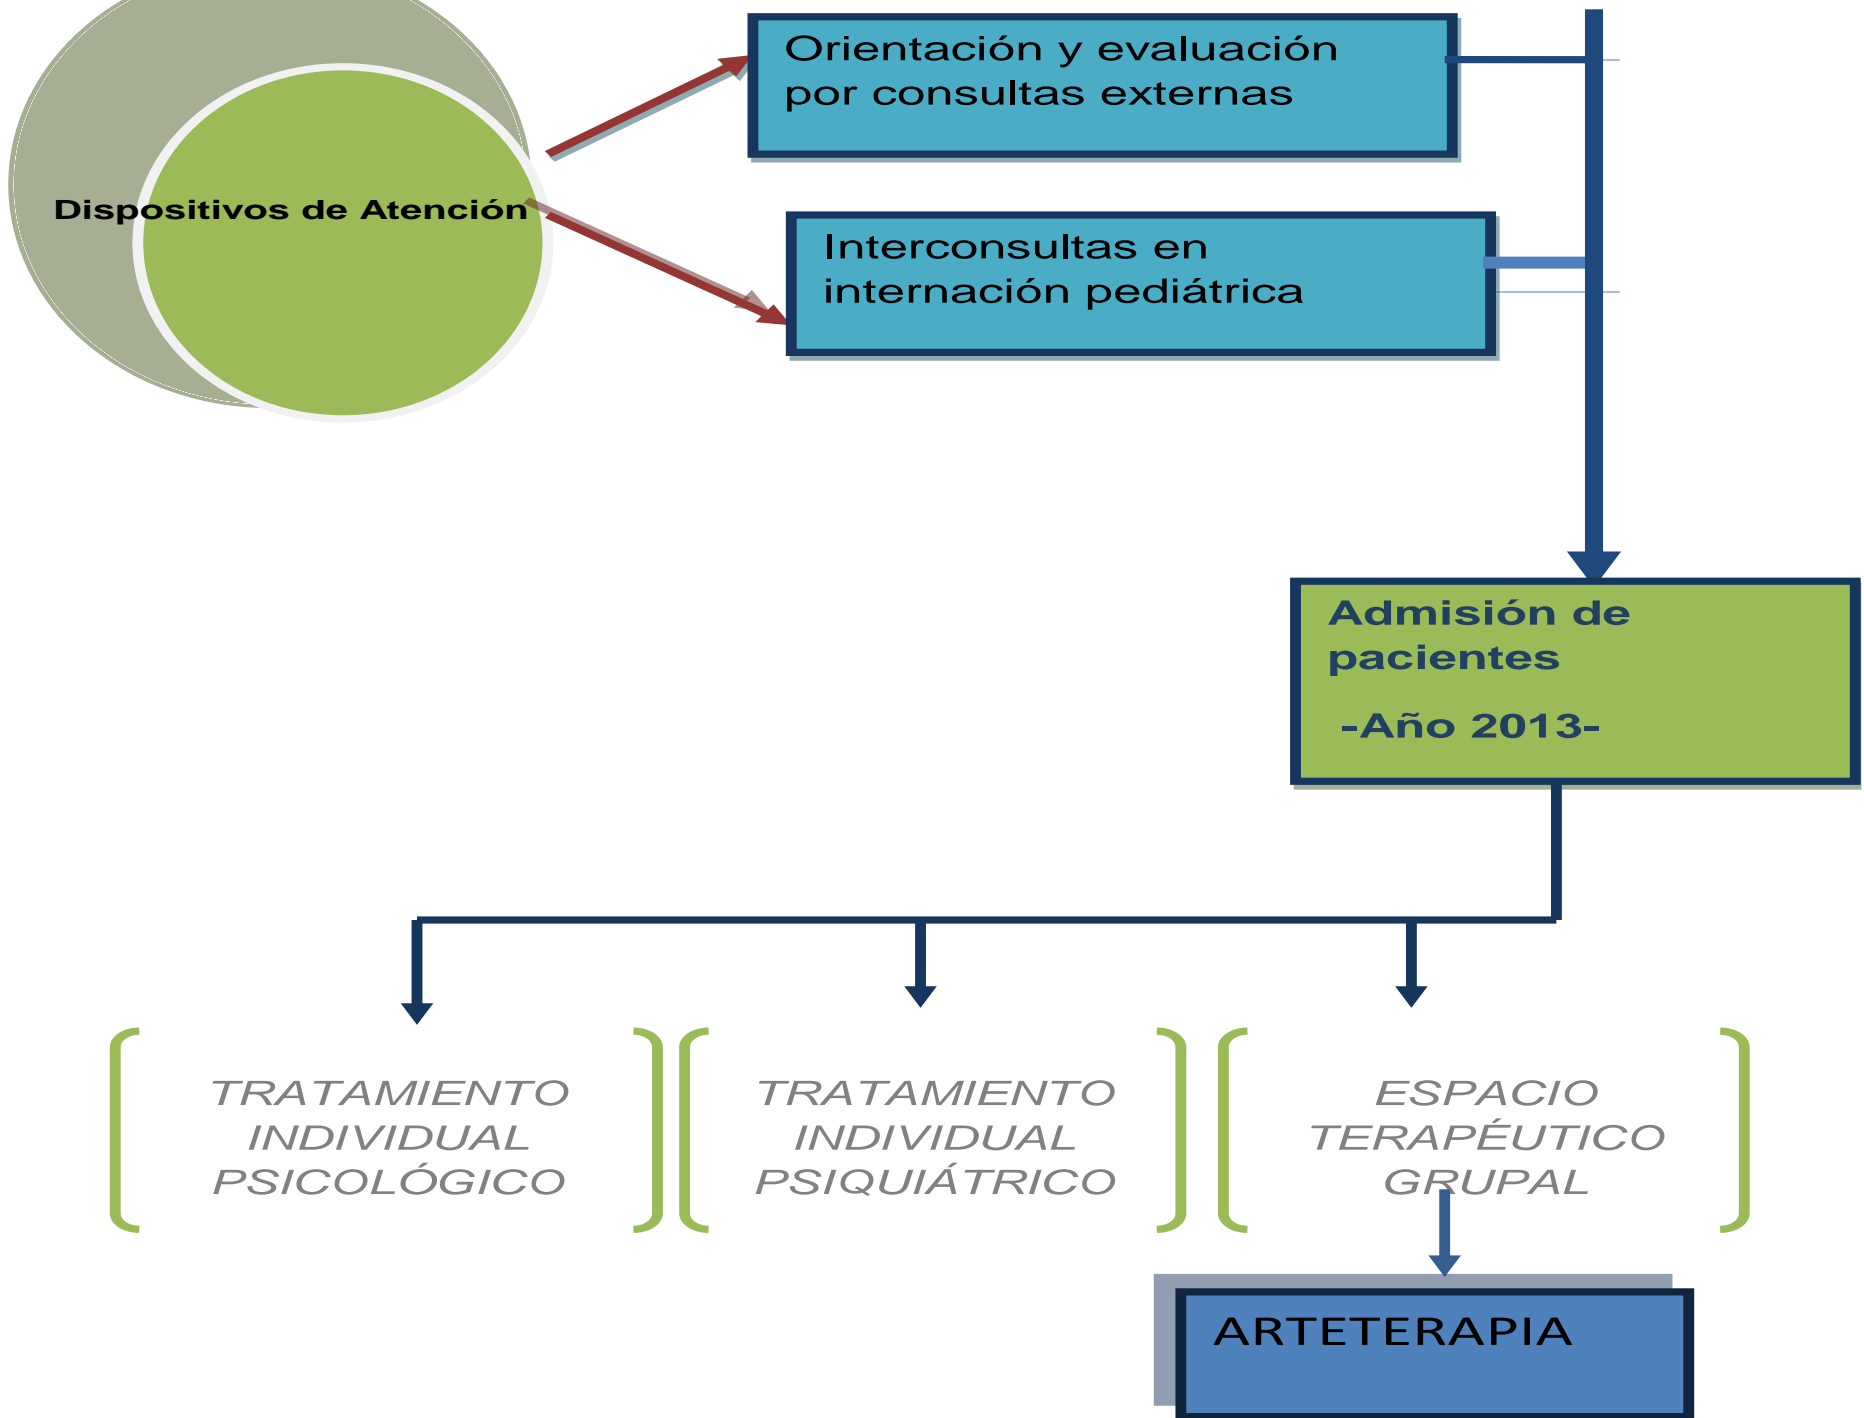 Orientación y evaluación
por consultas externas
Dispositivos de Atención
Interconsultas en
internación pediátrica
Admisión de
pacientes
-Año 2013-
TRATAMIENTO
INDIVIDUAL
PSICOLÓGICO
TRATAMIENTO
INDIVIDUAL
PSIQUIÁTRICO
ESPACIO
TERAPÉUTICO
GRUPAL
ARTETERAPIA